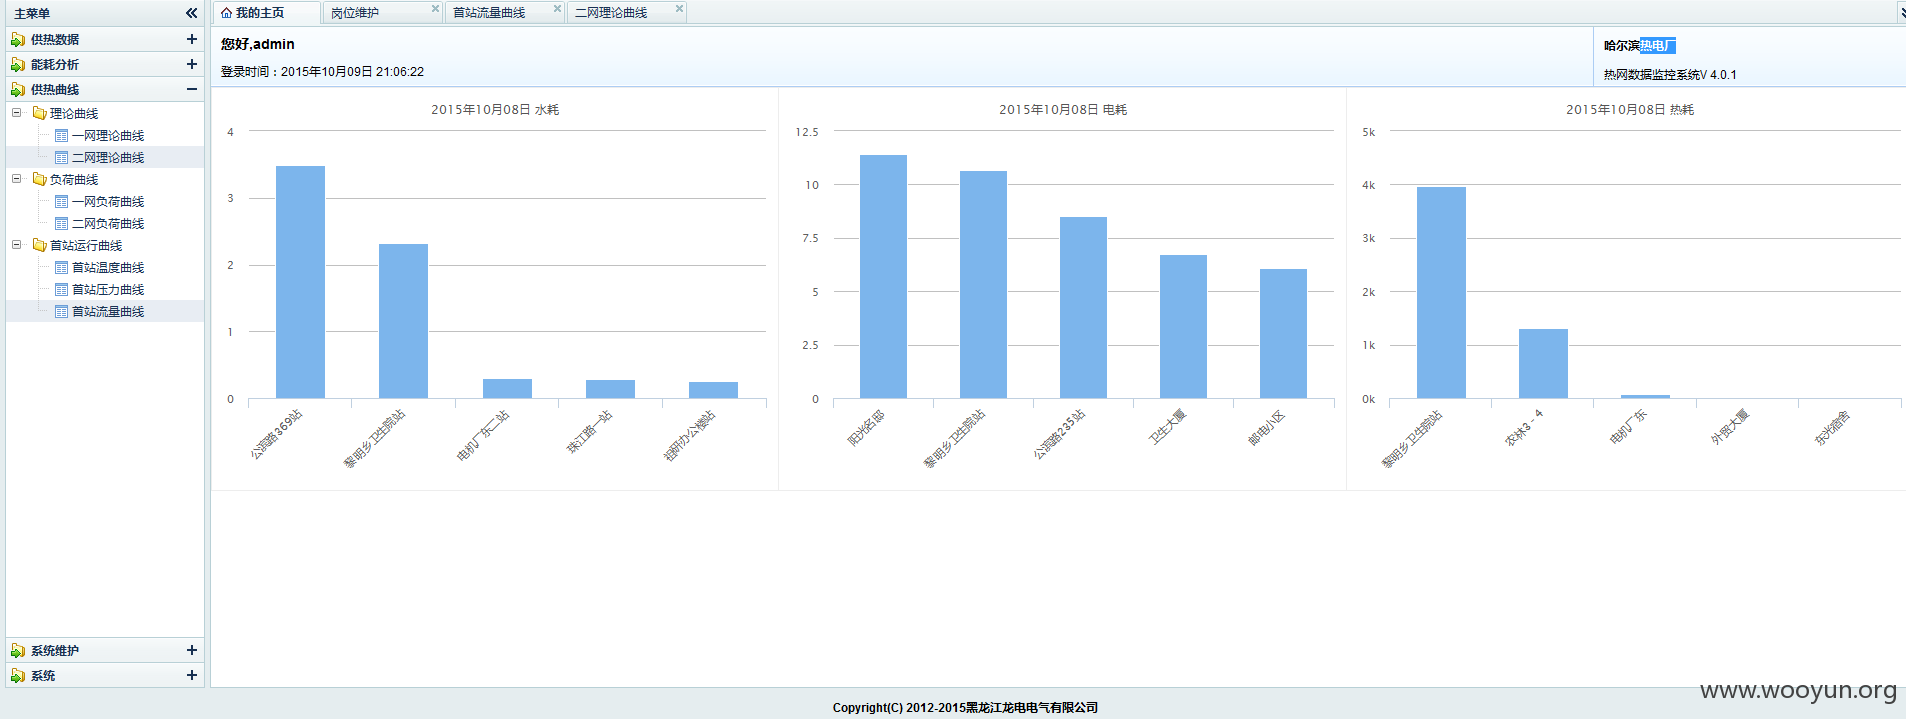 主菜单
供热数据
能耗分析
供热曲线
理论曲线
一网理论曲线
二网理论曲线
负荷曲线
一网负荷曲线
二网负荷曲线
首站运行曲线
首站温度曲线
首站压力曲线
首站流量曲线
系统维护
系统
我的主页 岗位维护 首站流量曲线 二网理论曲线
您好,admin
登录时间：2015年10月09日 21:06:22
哈尔滨热电厂
热网数据监控系统V 4.0.1
2015年10月08日 水耗
4
3
2
1
0
公滨路369站
黎明乡卫生院站
电机厂东二站
珠江路一站
祖研办公楼站
2015年10月08日 电耗
12.5
10
7.5
5
2.5
0
阳光名邸
黎明乡卫生院站
公滨路235站
卫生大厦
邮电小区
2015年10月08日 热耗
5k
4k
3k
2k
1k
0k
黎明乡卫生院站
农林3－4
电机厂东
外贸大厦
东光宿舍
www.wooyun.org
Copyright(C) 2012-2015黑龙江龙电电气有限公司